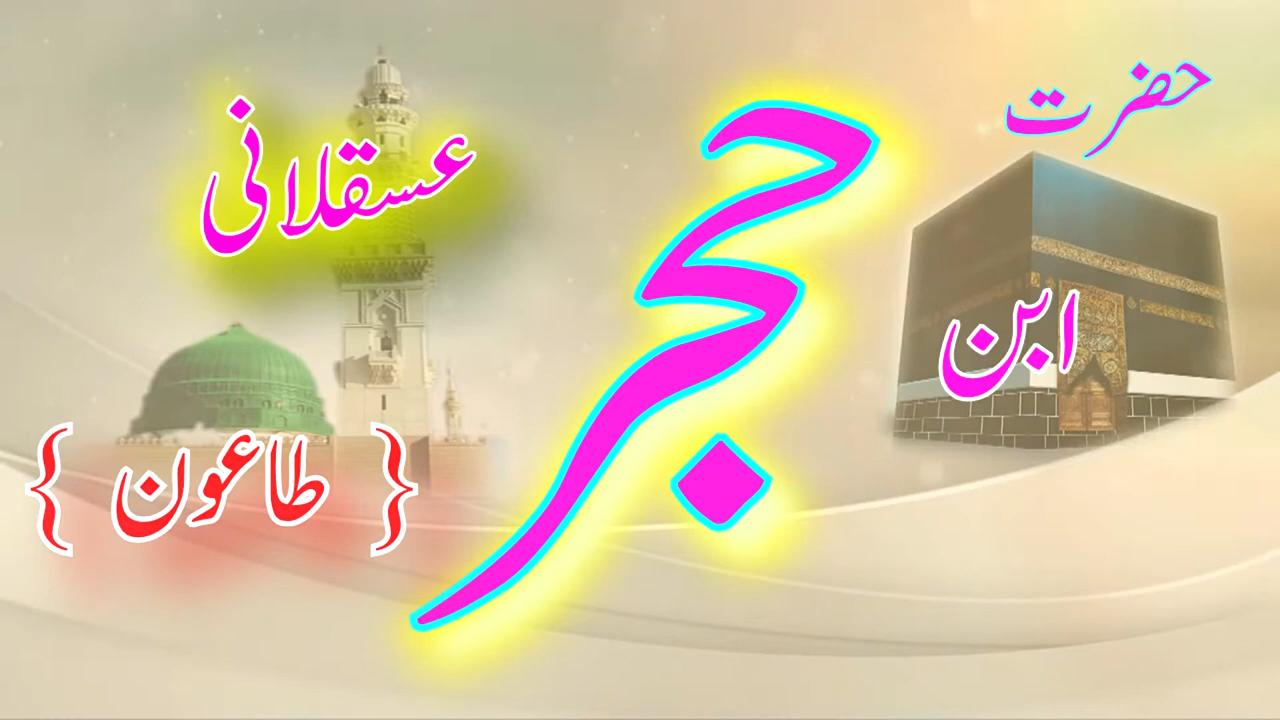 حضرت
ابن
حجر
عسقلانی
{ طاعون }